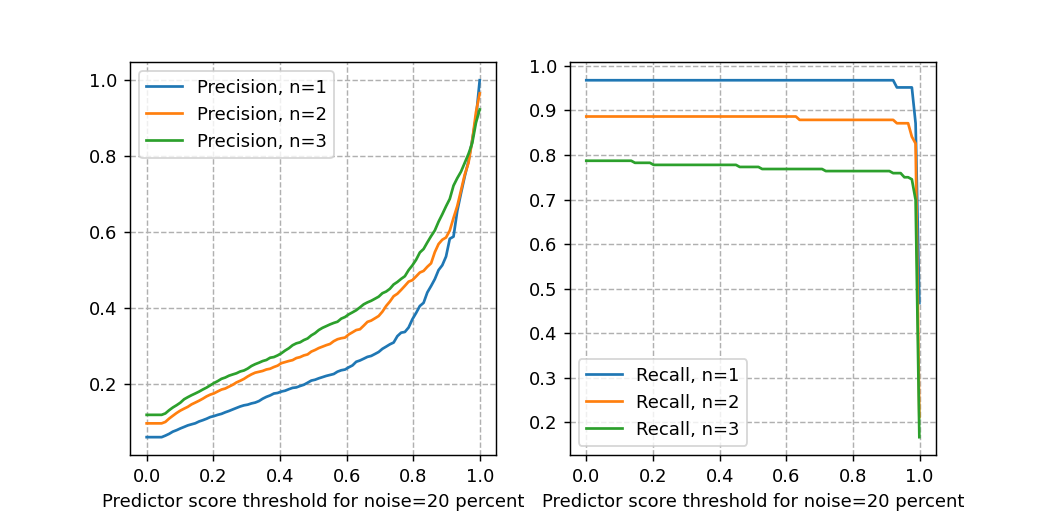 Precision, n=1
Precision, n=2
Precision, n=3
1.0
0.8
0.6
0.4
0.2
0.0 0.2 0.4 0.6 0.8 1.0
Predictor score threshold for noise=20 percent
1.0
0.9
0.8
0.7
0.6
0.5
0.4
0.3
0.2
Recall, n=1
Recall, n=2
Recall, n=3
0.0 0.2 0.4 0.6 0.8 1.0
Predictor score threshold for noise=20 percent